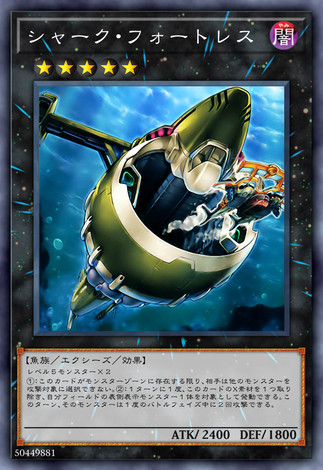 シャーク・フォートレス
闇
【魚族／エクシーズ／効果】
レベル５モンスター×２
①:このカードがモンスターゾーンに存在する限り、相手は他のモンスターを
攻撃対象に選択できない。②:１ターンに１度、このカードのX素材を１つ取り
除き、自分フィールドの表側表示モンスター１体を対象として発動できる。こ
のターン、そのモンスターは１度のバトルフェイズ中に２回攻撃できる。
ATK/2400 DEF/1800
50449881